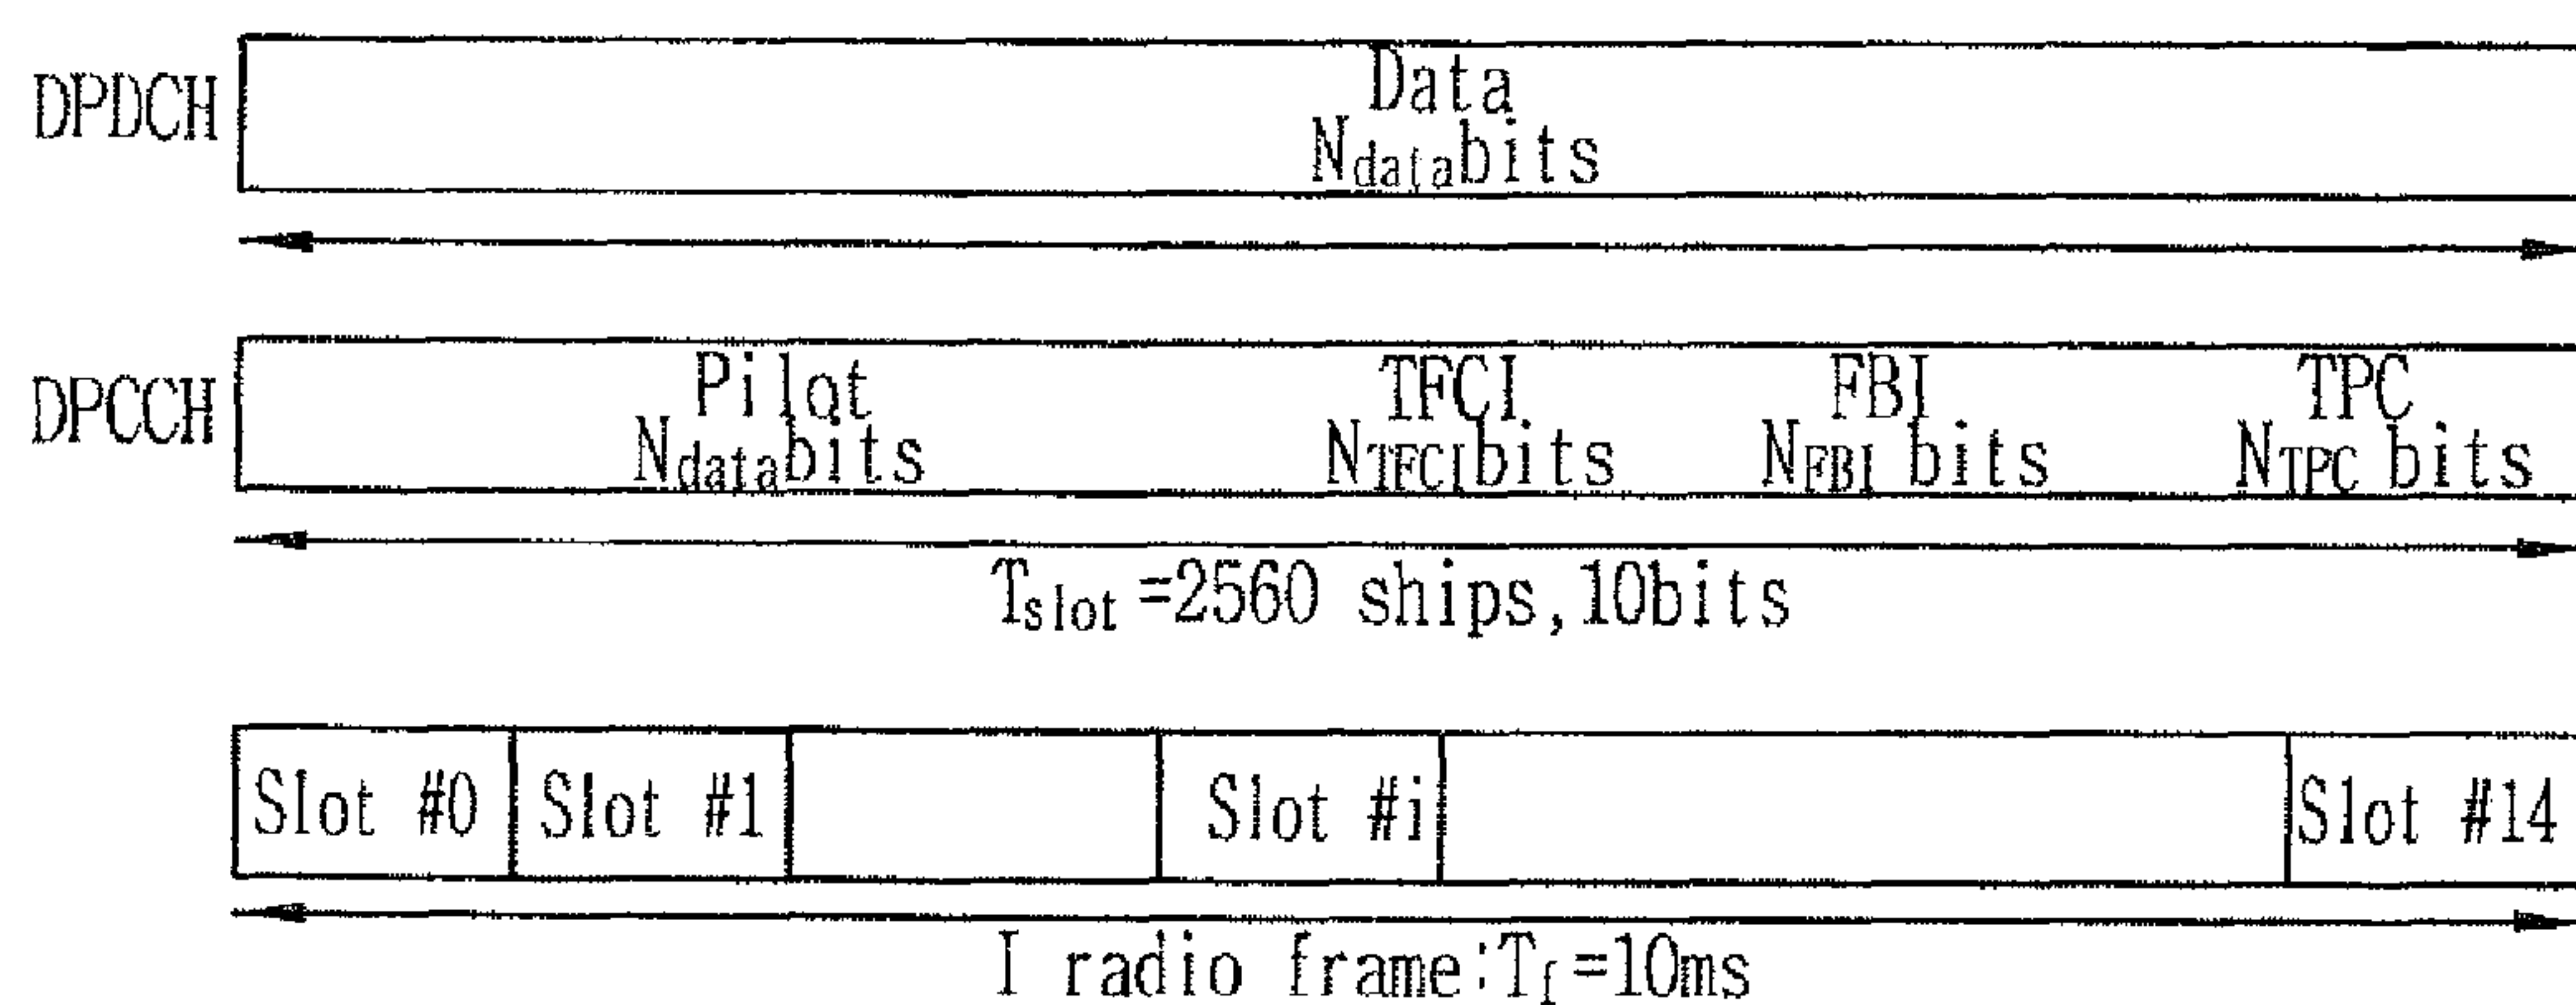 DPDCH
Data
Ndatabits
DPCCH
Pilot
Ndatabits
TFCI
NTFCIbits
FBI
NFBI bits
TPC
NTPC bits
Tslot =2560 ships,10bits
Slot #0
Slot #1
Slot #i
Slot #14
I radio frame:Tf=10ms